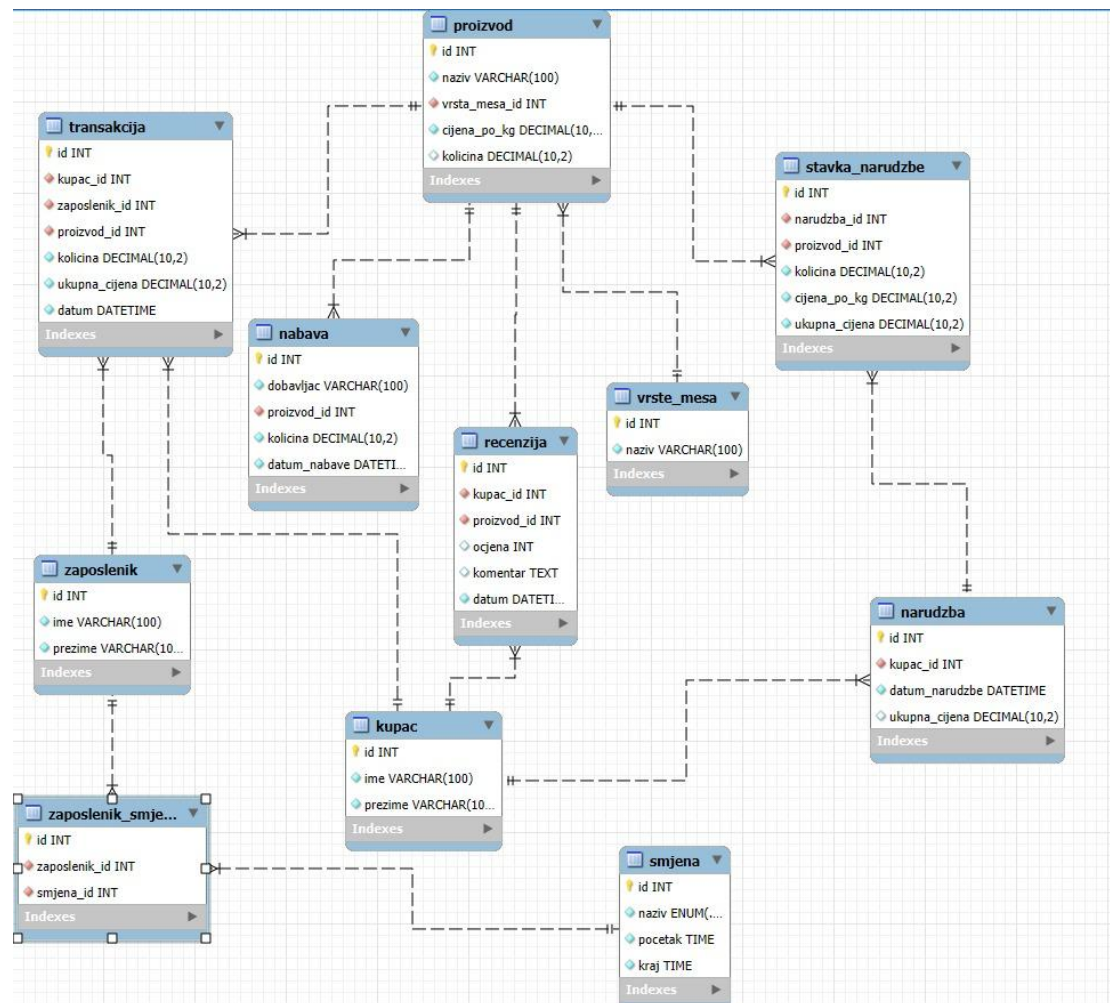 proizvod
id INT
naziv VARCHAR(100)
vrsta_mesa_id INT
cijena_po_kg DECIMAL(10,...
kolicina DECIMAL(10,2)
Indexes
transakcija
id INT
kupac_id INT
zaposlenik_id INT
proizvod_id INT
kolicina DECIMAL(10,2)
ukupna_cijena DECIMAL(10,2)
datum DATETIME
Indexes
stavka_narudzbe
id INT
narudzba_id INT
proizvod_id INT
kolicina DECIMAL(10,2)
cijena_po_kg DECIMAL(10,2)
ukupna_cijena DECIMAL(10,2)
Indexes
nabava
id INT
dobavljac VARCHAR(100)
proizvod_id INT
kolicina DECIMAL(10,2)
datum_nabave DATETI...
Indexes
vrste_mesa
id INT
naziv VARCHAR(100)
Indexes
recenzija
id INT
kupac_id INT
proizvod_id INT
ocjena INT
komentar TEXT
datum DATETI...
Indexes
zaposlenik
id INT
ime VARCHAR(100)
prezime VARCHAR(10...
Indexes
narudzba
id INT
kupac_id INT
datum_narudzbe DATETIME
ukupna_cijena DECIMAL(10,2)
Indexes
kupac
id INT
ime VARCHAR(100)
prezime VARCHAR(10...
Indexes
zaposlenik_smje...
id INT
zaposlenik_id INT
smjena_id INT
Indexes
smjena
id INT
naziv ENUM(....
pocetak TIME
kraj TIME
Indexes